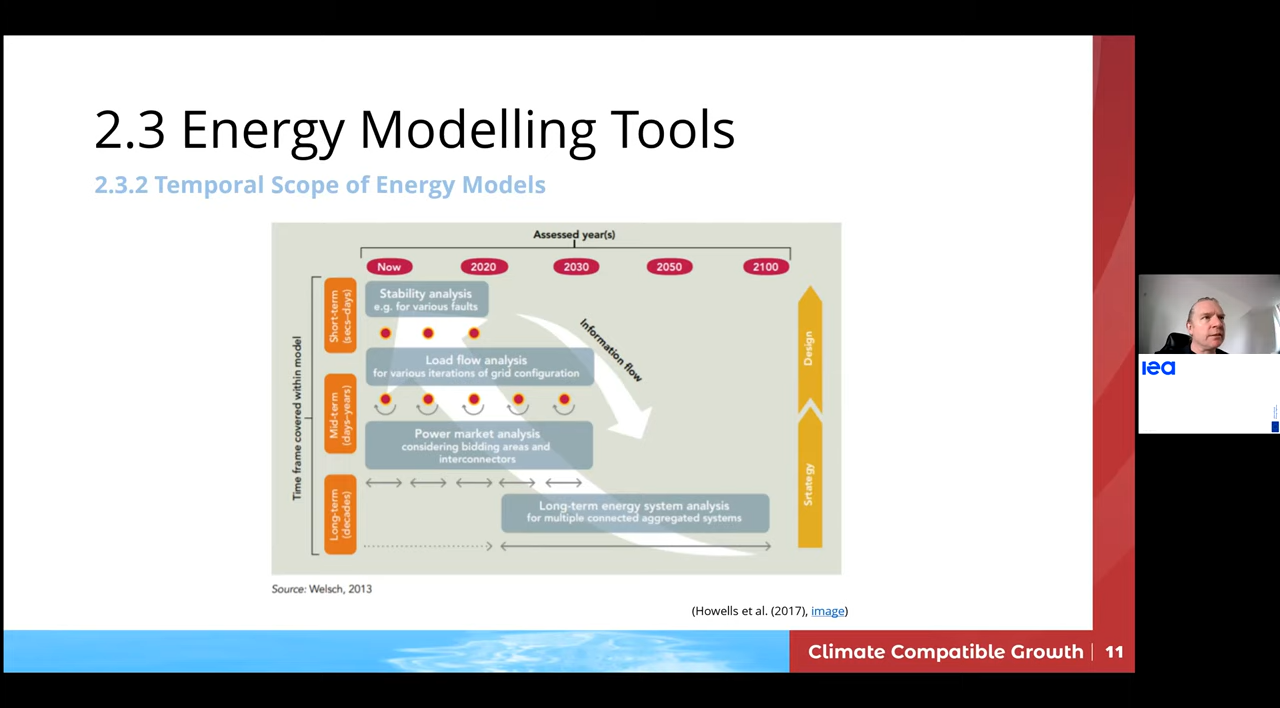 2.3 Energy Modelling Tools
2.3.2 Temporal Scope of Energy Models
Assessed year(s)
Now
2020
2030
2050
2100
Time frame covered within model
Short-term
(secs–days)
Mid-term
(days–years)
Long-term
(decades)
Stability analysis
e.g. for various faults
Load flow analysis
for various iterations of grid configuration
Power market analysis
considering bidding areas and
interconnectors
Long-term energy system analysis
for multiple connected aggregated systems
Information flow
Design
Srtategy
Source: Welsch, 2013
(Howells et al. (2017), image)
Climate Compatible Growth | 11
iea